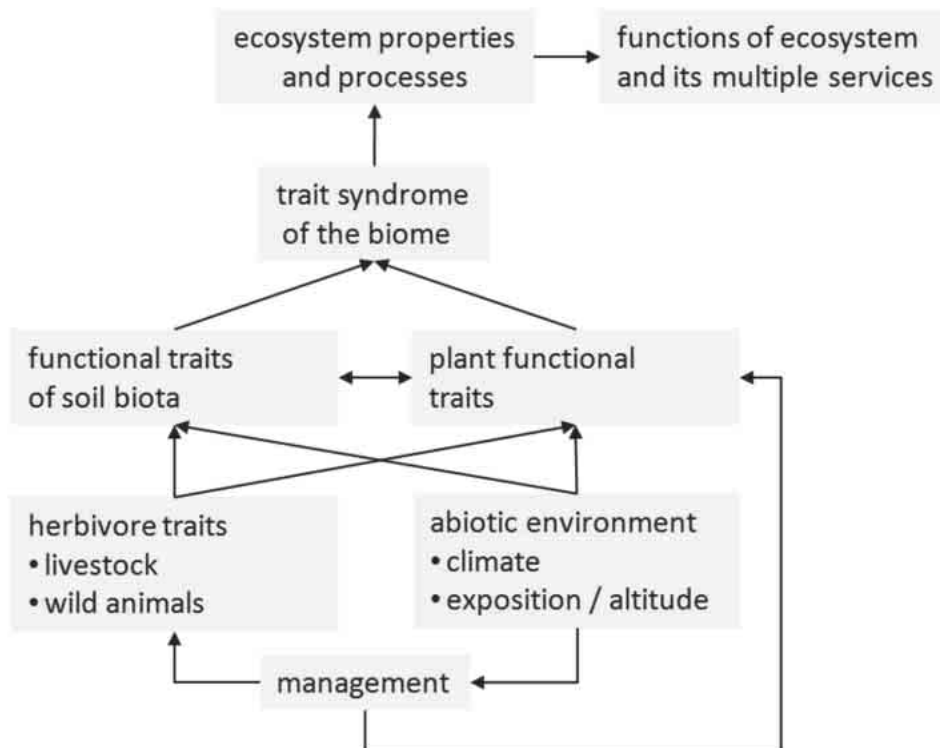 ecosystem properties
and processes
functions of ecosystem
and its multiple services
trait syndrome
of the biome
functional traits
of soil biota
plant functional
traits
herbivore traits
• livestock
• wild animals
abiotic environment
• climate
• exposition / altitude
management